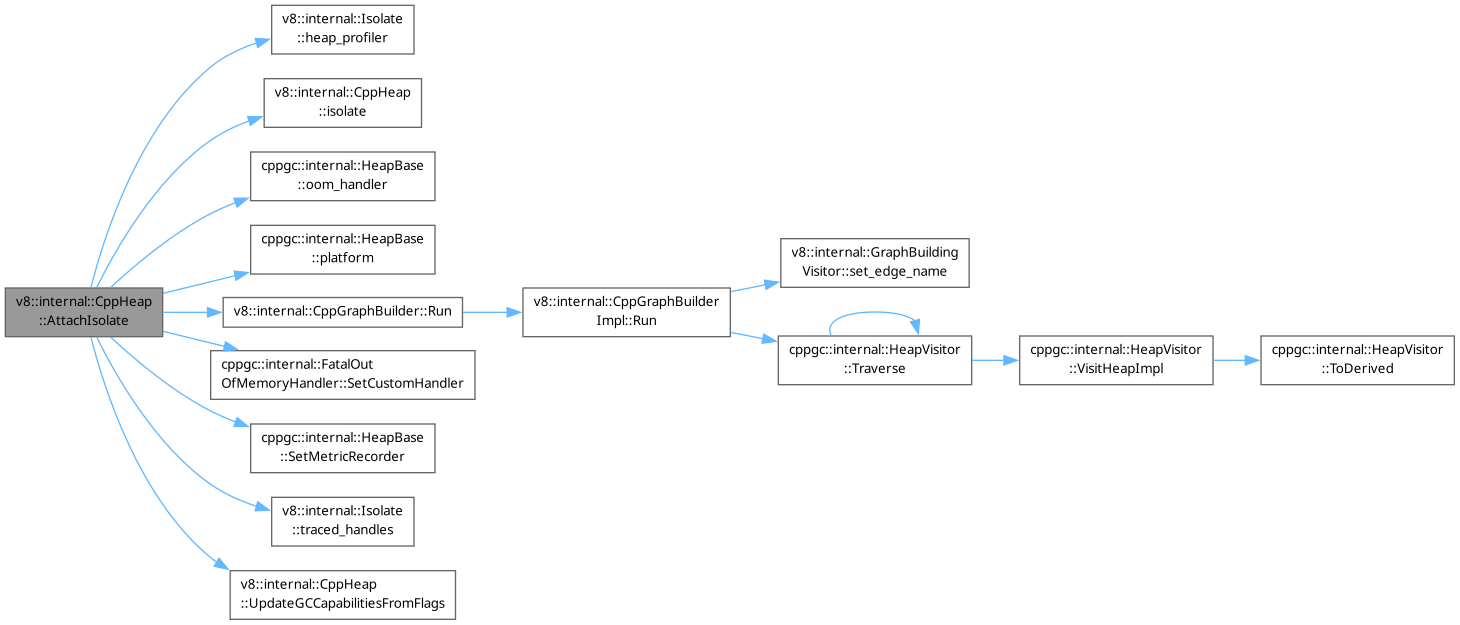 v8::internal::Isolate
::heap_profiler
v8::internal::CppHeap
::isolate
cppgc::internal::HeapBase
::oom_handler
cppgc::internal::HeapBase
::platform
v8::internal::CppHeap
::AttachIsolate
v8::internal::CppGraphBuilder::Run
v8::internal::CppGraphBuilder
Impl::Run
v8::internal::GraphBuilding
Visitor::set_edge_name
cppgc::internal::HeapVisitor
::Traverse
cppgc::internal::HeapVisitor
::VisitHeapImpl
cppgc::internal::HeapVisitor
::ToDerived
cppgc::internal::FatalOut
OfMemoryHandler::SetCustomHandler
cppgc::internal::HeapBase
::SetMetricRecorder
v8::internal::Isolate
::traced_handles
v8::internal::CppHeap
::UpdateGCCapabilitiesFromFlags